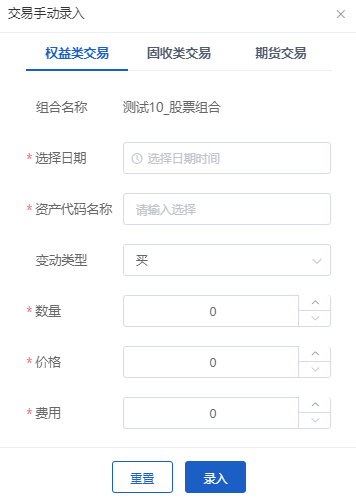 交易手动录入
权益类交易 固收类交易 期货交易
组合名称 测试10_股票组合
* 选择日期 选择日期时间
* 资产代码名称 请输入选择
变动类型 买
* 数量 0
* 价格 0
* 费用 0
重置 录入